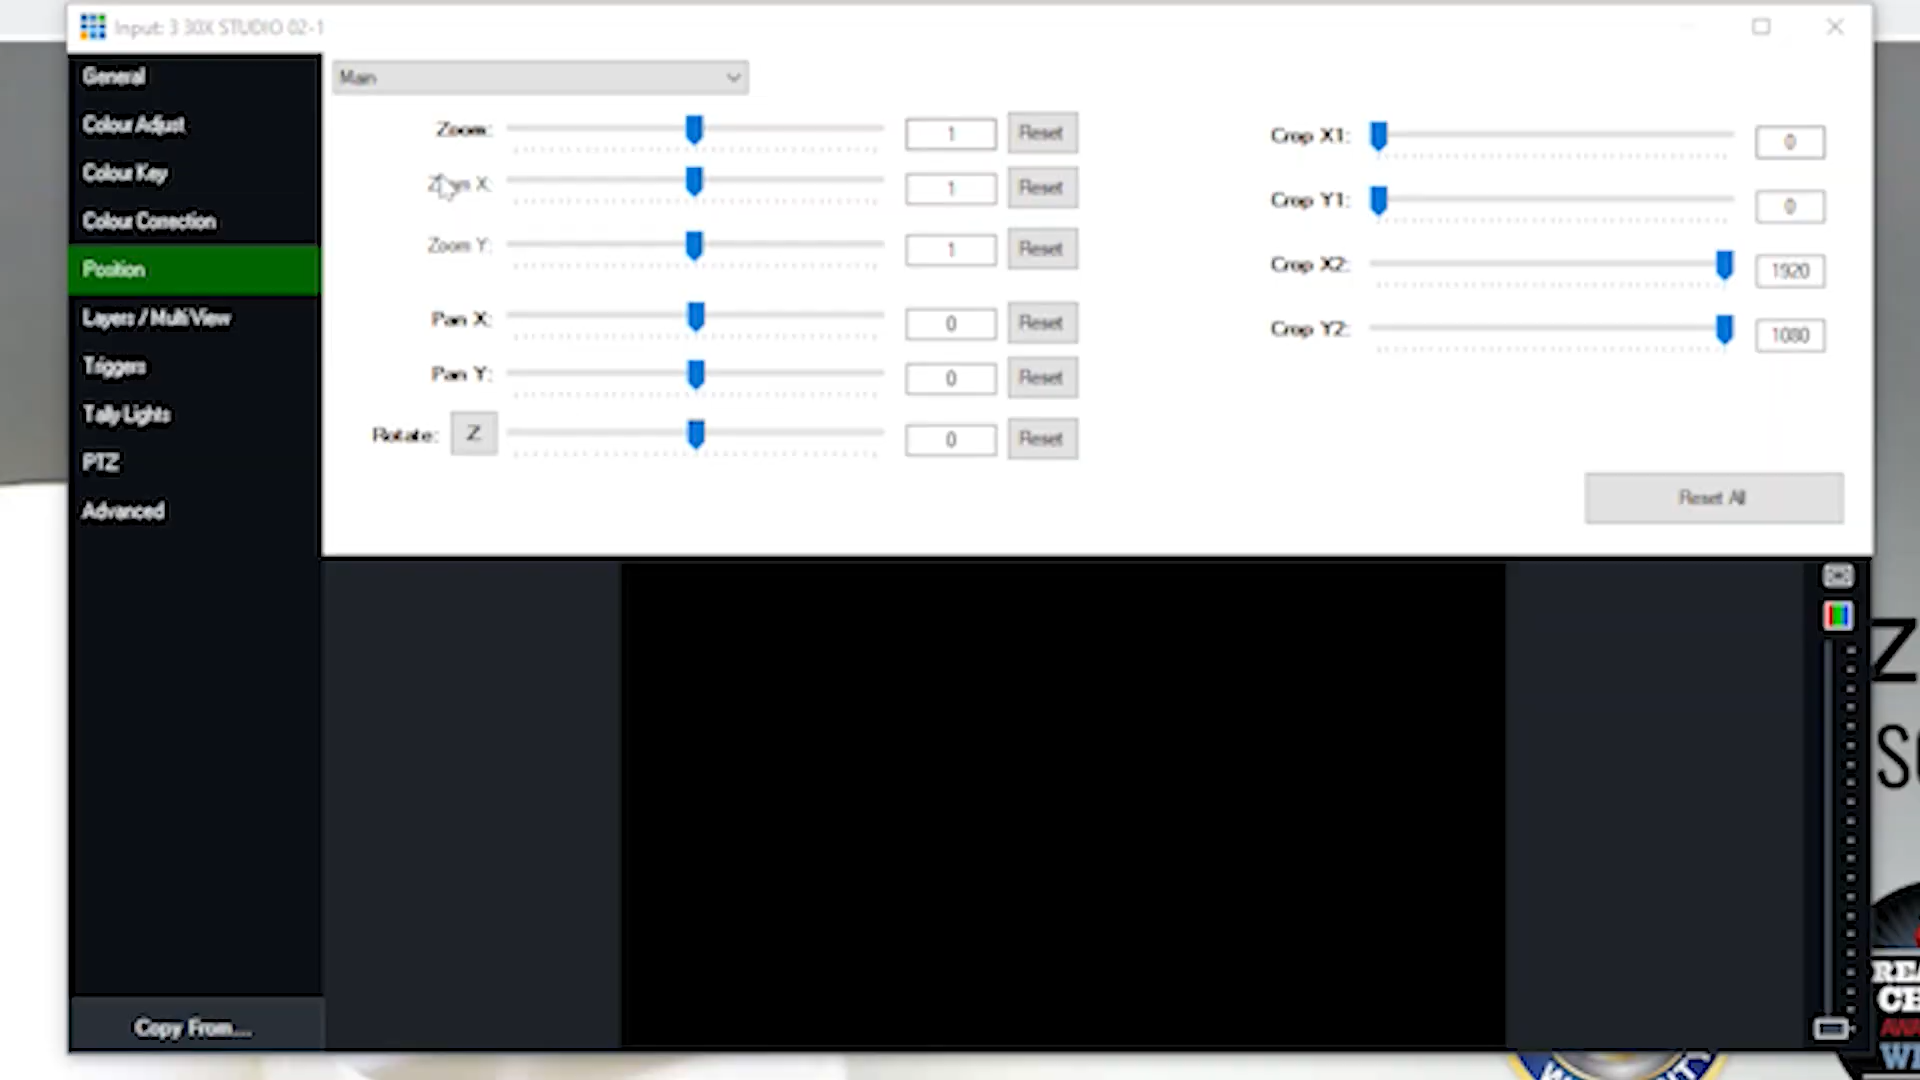 Input: 3 30X STUDIO 02-1
General
Colour Adjust
Colour Key
Colour Correction
Position
Layers / Multi View
Triggers
Tally Lights
PTZ
Advanced
Copy From...
Main
Zoom: 1 Reset
X: 1 Reset
Zoom Y: 1 Reset
Pan X: 0 Reset
Pan Y: 0 Reset
Rotate: Z 0 Reset
Crop X1: 0
Crop Y1: 0
Crop X2: 1920
Crop Y2: 1080
Reset All
Z